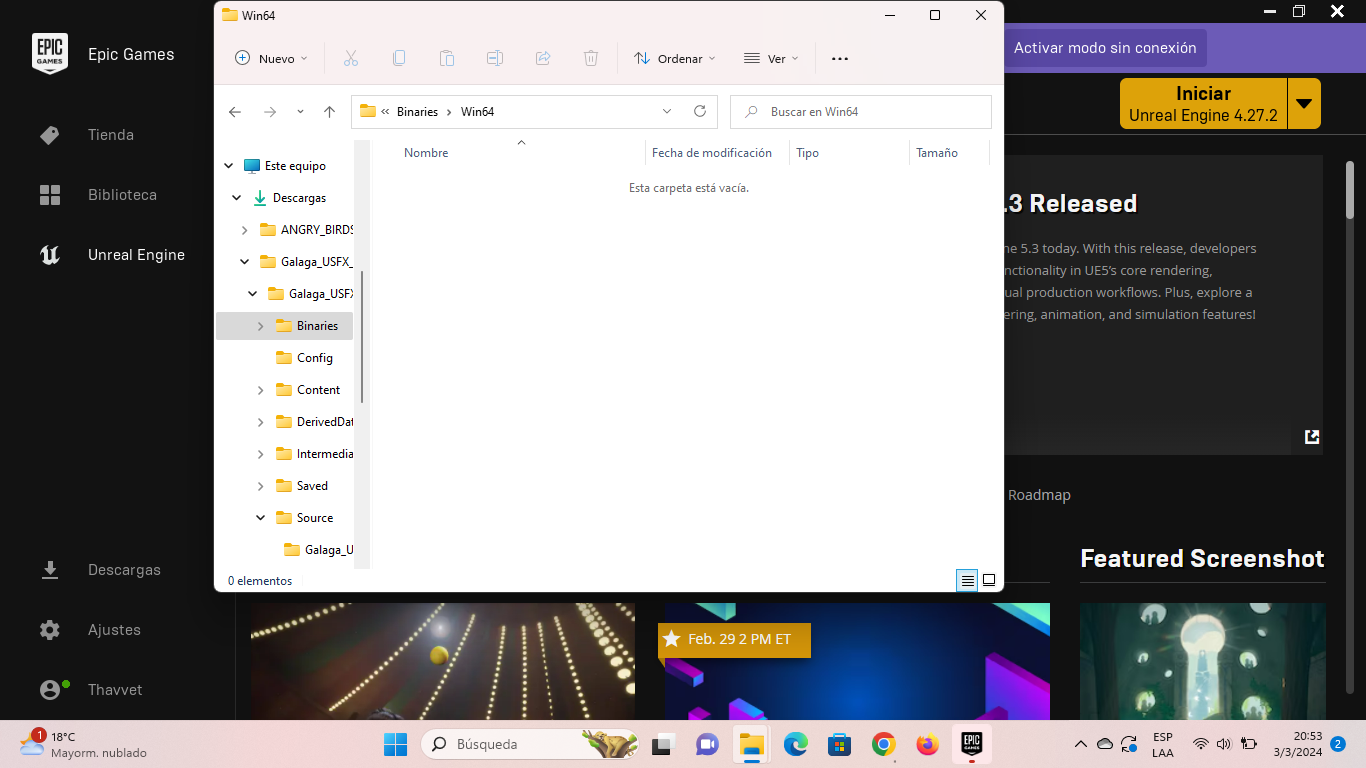 Win64
EPIC
GAMES
Epic Games
Activar modo sin conexión
Nuevo
Ordenar
Ver
Iniciar
Unreal Engine 4.27.2
Binaries
Win64
Buscar en Win64
Tienda
Nombre
Fecha de modificación
Tipo
Tamaño
Este equipo
Esta carpeta está vacía.
Biblioteca
Descargas
.3 Released
ANGRY_BIRDS
Unreal Engine
Galaga_USFX_
ne 5.3 today. With this release, developers
nctionality in UE5's core rendering,
ual production workflows. Plus, explore a
ering, animation, and simulation features!
Galaga_USFX
Binaries
Config
Content
DerivedDat
Intermedia
Saved
Roadmap
Source
Galaga_U
Descargas
0 elementos
Featured Screenshot
Ajustes
Feb. 29 2 PM ET
Thavvet
1
18°C
Mayorm. nublado
Búsqueda
EPIC
GAMES
ESP
LAA
20:53
3/3/2024
2